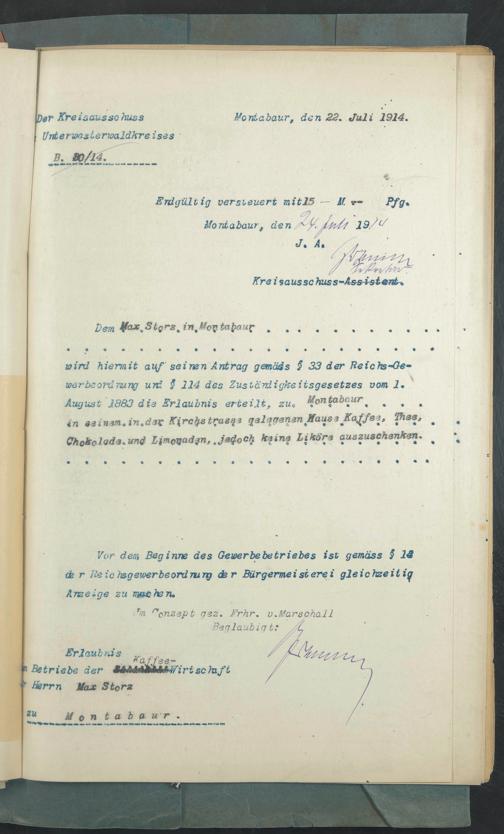 Der Kreisausschuss Montabaur, den 22. Juli 1914.
Unterwesterwaldkreises
B. 20/14.
Endgültig versteuert mit 15 — M. -- Pfg.
Montabaur, den 24. Juli 1914
J. A.
Kreisausschuss-Assistent.
Dem Max Storz in Montabaur
wird hiermit auf seinen Antrag gemäss § 33 der Reichs-Ge-
werbeordnung und § 114 des Zuständigkeitsgesetzes vom 1.
August 1883 die Erlaubnis erteilt, zu Montabaur
in seinem in der Kirchstrasse gelegenen Hause Kaffee, Thee,
Chokolade und Limonaden, jedoch keine Liköre auszuschenken.
Vor dem Beginne des Gewerbebetriebes ist gemäss § 14
der Reichsgewerbeordnung der Bürgermeisterei gleichzeitig
Anzeige zu machen.
Im Conzept gez. Frhr. v.Marschall
Beglaubigt:
Erlaubnis
Kaffee-
Betriebe der Wirtschaft
Herrn Max Storz
zu Montabaur.